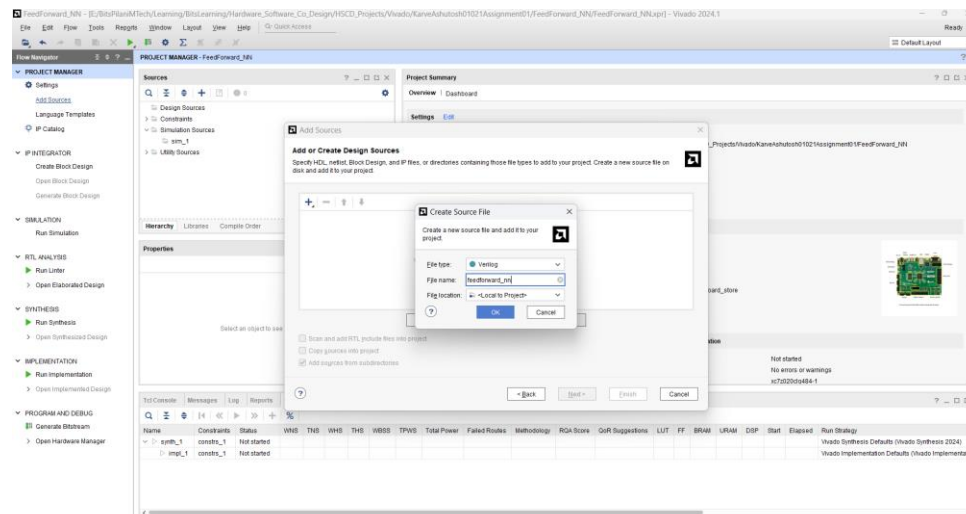 FeedForward_NN - [E:/BitsPilaniMTech/Learning/BitsLearning/Hardware_Software_Co_Design/HSCD_Projects/Vivado/KarveAshutosh01021Assignment01/FeedForward_NN/FeedForward_NN.xpr] - Vivado 2024.1
File Edit Flow Tools Reports Window Layout View Help Quick Access
Ready
Default Layout
Flow Navigator
PROJECT MANAGER - FeedForward_NN
PROJECT MANAGER
Settings
Add Sources
Language Templates
IP Catalog
IP INTEGRATOR
Create Block Design
Open Block Design
Generate Block Design
SIMULATION
Run Simulation
RTL ANALYSIS
Run Linter
Open Elaborated Design
SYNTHESIS
Run Synthesis
Open Synthesized Design
IMPLEMENTATION
Run Implementation
Open Implemented Design
PROGRAM AND DEBUG
Generate Bitstream
Open Hardware Manager
Sources
0
Design Sources
Constraints
Simulation Sources
sim_1
Utility Sources
Hierarchy Libraries Compile Order
Properties
Select an object to see
Project Summary
Overview Dashboard
Settings Edit
_Projects/Vivado/KarveAshutosh01021Assignment01/FeedForward_NN
oard_store
Not started
No errors or warnings
xc7z020clg484-1
Add Sources
Add or Create Design Sources
Specify HDL, netlist, Block Design, and IP files, or directories containing those file types to add to your project. Create a new source file on
disk and add it to your project.
Create Source File
Create a new source file and add it to your
project.
File type: Verilog
File name: feedforward_nn
File location: <Local to Project>
OK Cancel
Scan and add RTL include files into project
Copy sources into project
Add sources from subdirectories
< Back Next > Finish Cancel
Tcl Console Messages Log Reports
Name Constraints Status WNS TNS WHS THS WBSS TPWS Total Power Failed Routes Methodology RQA Score QoR Suggestions LUT FF BRAM URAM DSP Start Elapsed Run Strategy
synth_1 constrs_1 Not started Vivado Synthesis Defaults (Vivado Synthesis 2024)
impl_1 constrs_1 Not started Vivado Implementation Defaults (Vivado Implementa